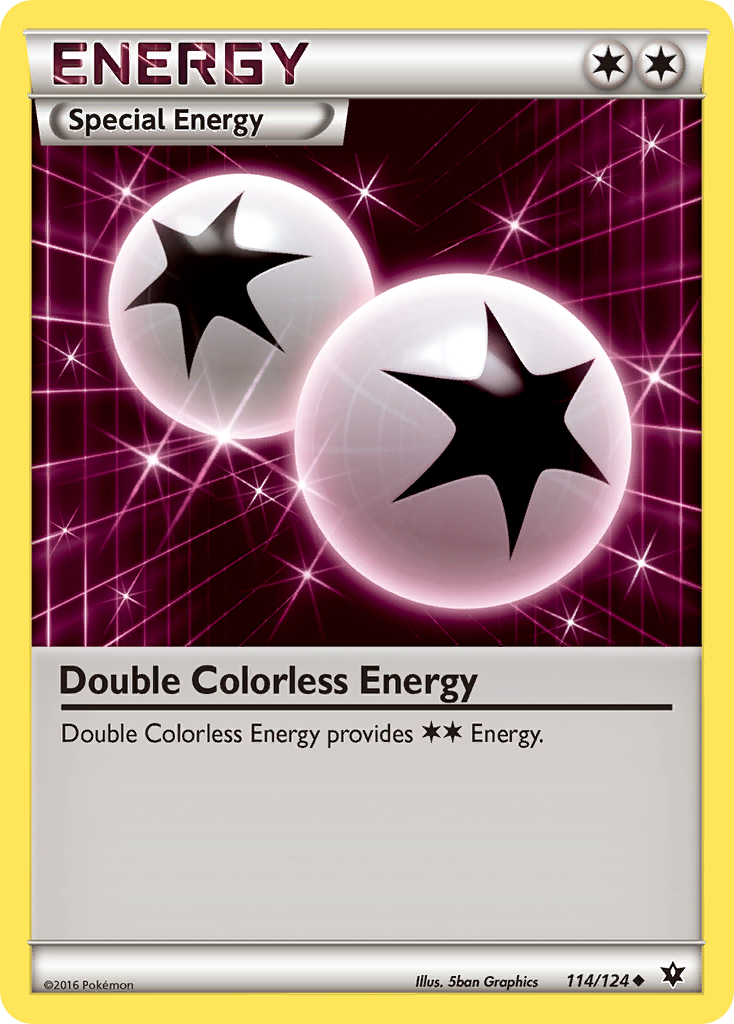 ENERGY
Special Energy
Double Colorless Energy
Double Colorless Energy provides ✶✶ Energy.
©2016 Pokémon
Illus. 5ban Graphics
114/124